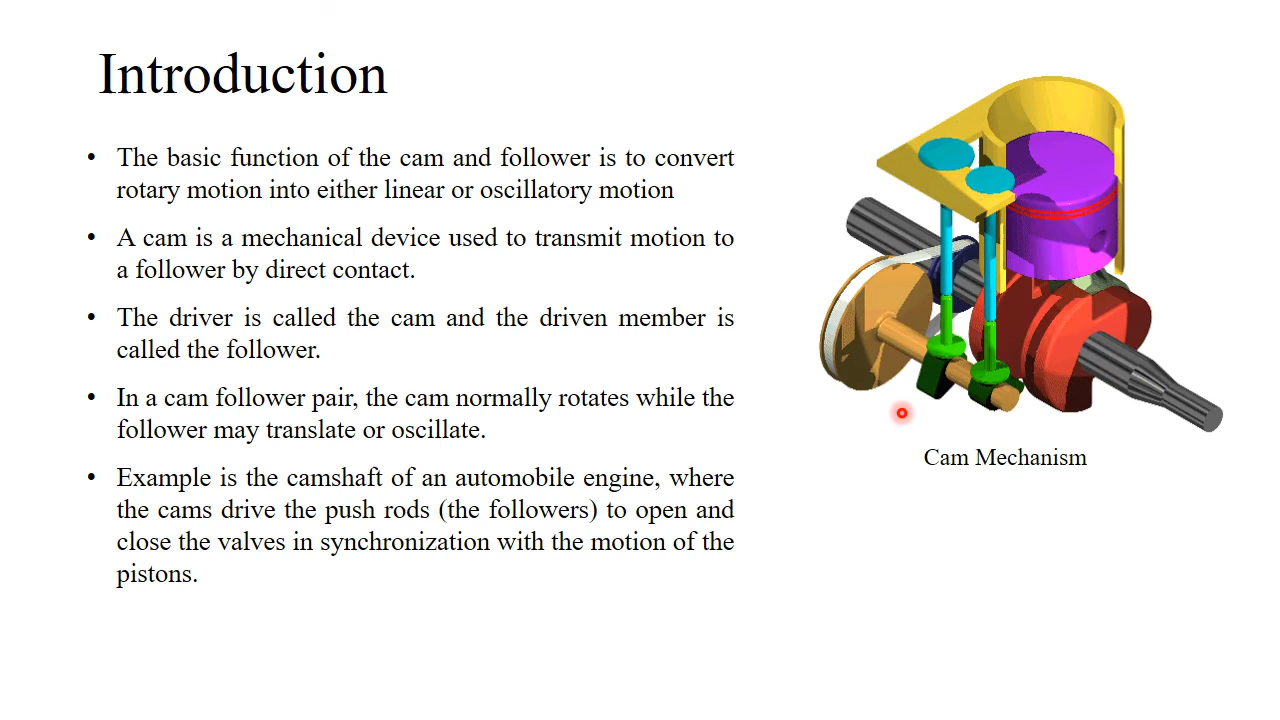 Introduction
• The basic function of the cam and follower is to convert
rotary motion into either linear or oscillatory motion
• A cam is a mechanical device used to transmit motion to
a follower by direct contact.
• The driver is called the cam and the driven member is
called the follower.
• In a cam follower pair, the cam normally rotates while the
follower may translate or oscillate.
• Example is the camshaft of an automobile engine, where
the cams drive the push rods (the followers) to open and
close the valves in synchronization with the motion of the
pistons.
Cam Mechanism